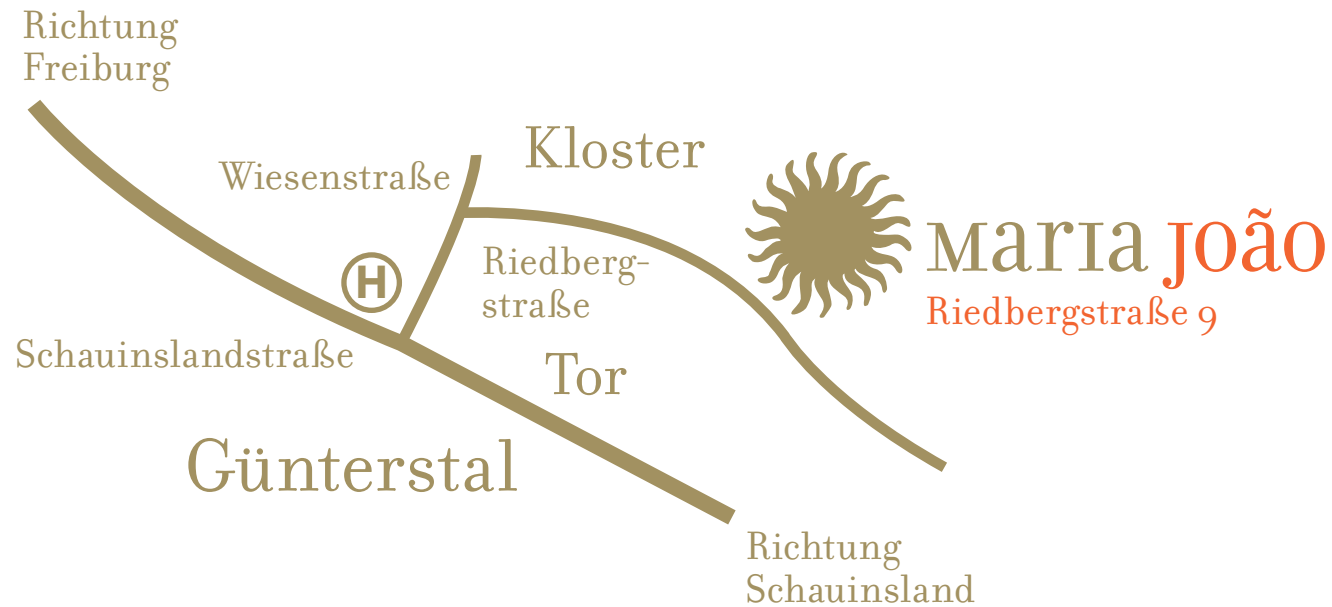 Richtung
Freiburg
Kloster
Wiesenstraße
MarIa João
Riedberg-
straße
H
Riedbergstraße 9
Schauinslandstraße
Tor
Günterstal
Richtung
Schauinsland